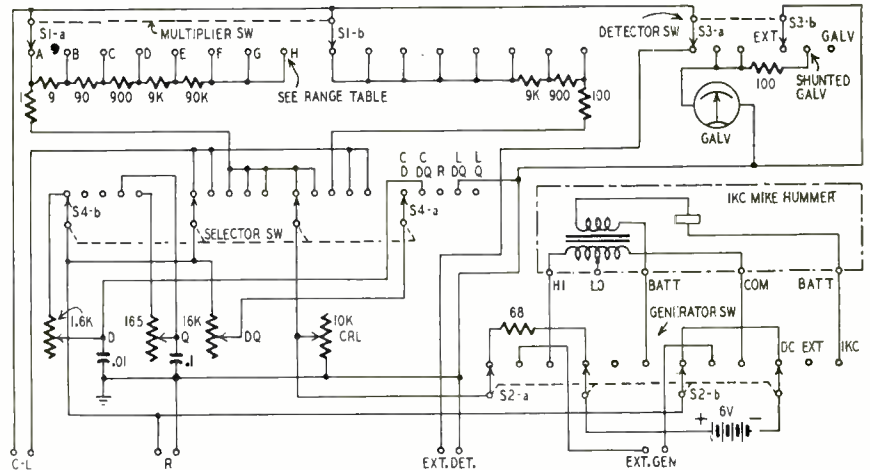 S1-a
MULTIPLIER SW
S1-b
DETECTOR SW
S3-a
S3-b
EXT
GALV
A B C D E F G H
SEE RANGE TABLE
SHUNTED
GALV
1
9 90 900 9K 90K
9K 900 100
100
GALV
C C L L
D DQ R DQ Q
S4-b
SELECTOR SW
S4-a
1KC MIKE HUMMER
HI LO BATT COM BATT
1.6K D 165 Q 16K DQ 10K
CRL
.01 .1
68
GENERATOR SW
DC EXT 1KC
S2-a
S2-b
+ 6V −
C-L R EXT. DET. EXT. GEN